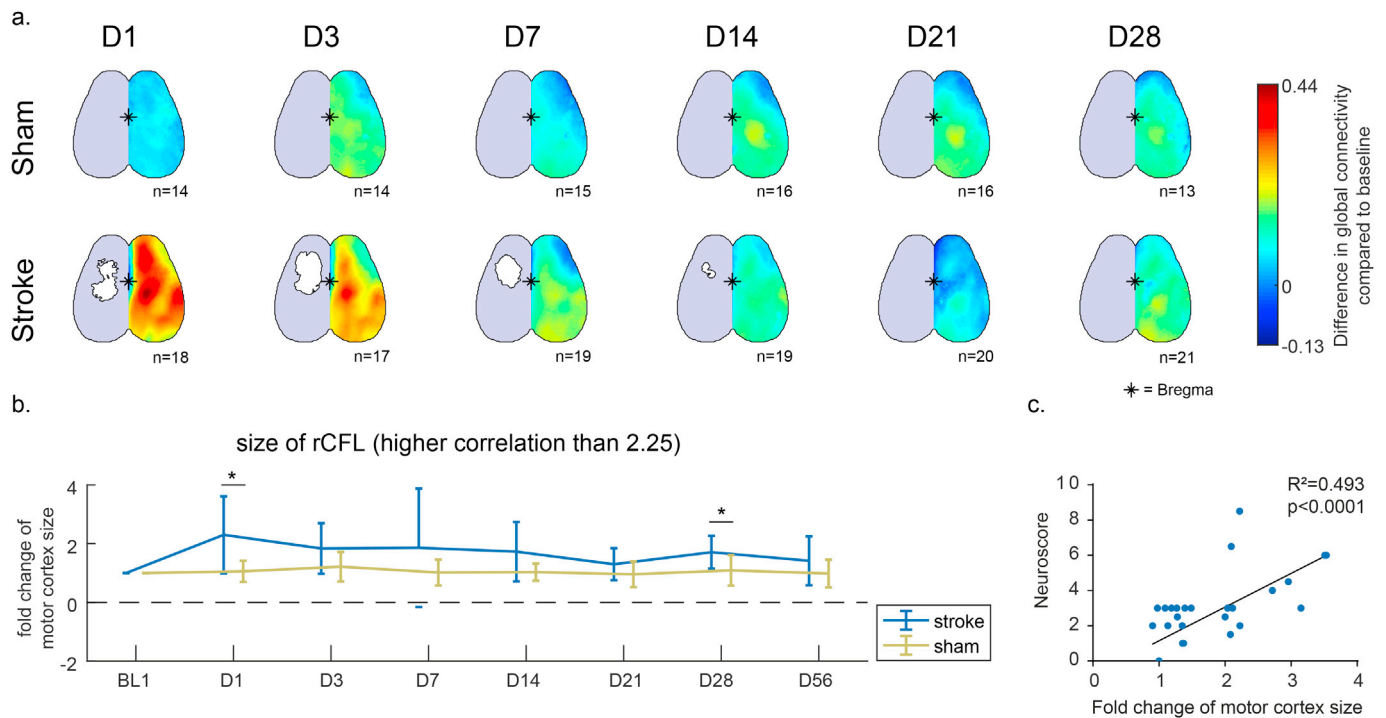 a.
D1 D3 D7 D14 D21 D28
Sham
n=14 n=14 n=15 n=16 n=16 n=13
Stroke
n=18 n=17 n=19 n=19 n=20 n=21
0.44
0
-0.13
Difference in global connectivity
compared to baseline
= Bregma
b.
size of rCFL (higher correlation than 2.25)
fold change of
motor cortex size
4
2
0
-2
* *
BL1 D1 D3 D7 D14 D21 D28 D56
stroke
sham
c.
R²=0.493
p<0.0001
Neuroscore
10
8
6
4
2
0
0 1 2 3 4
Fold change of motor cortex size